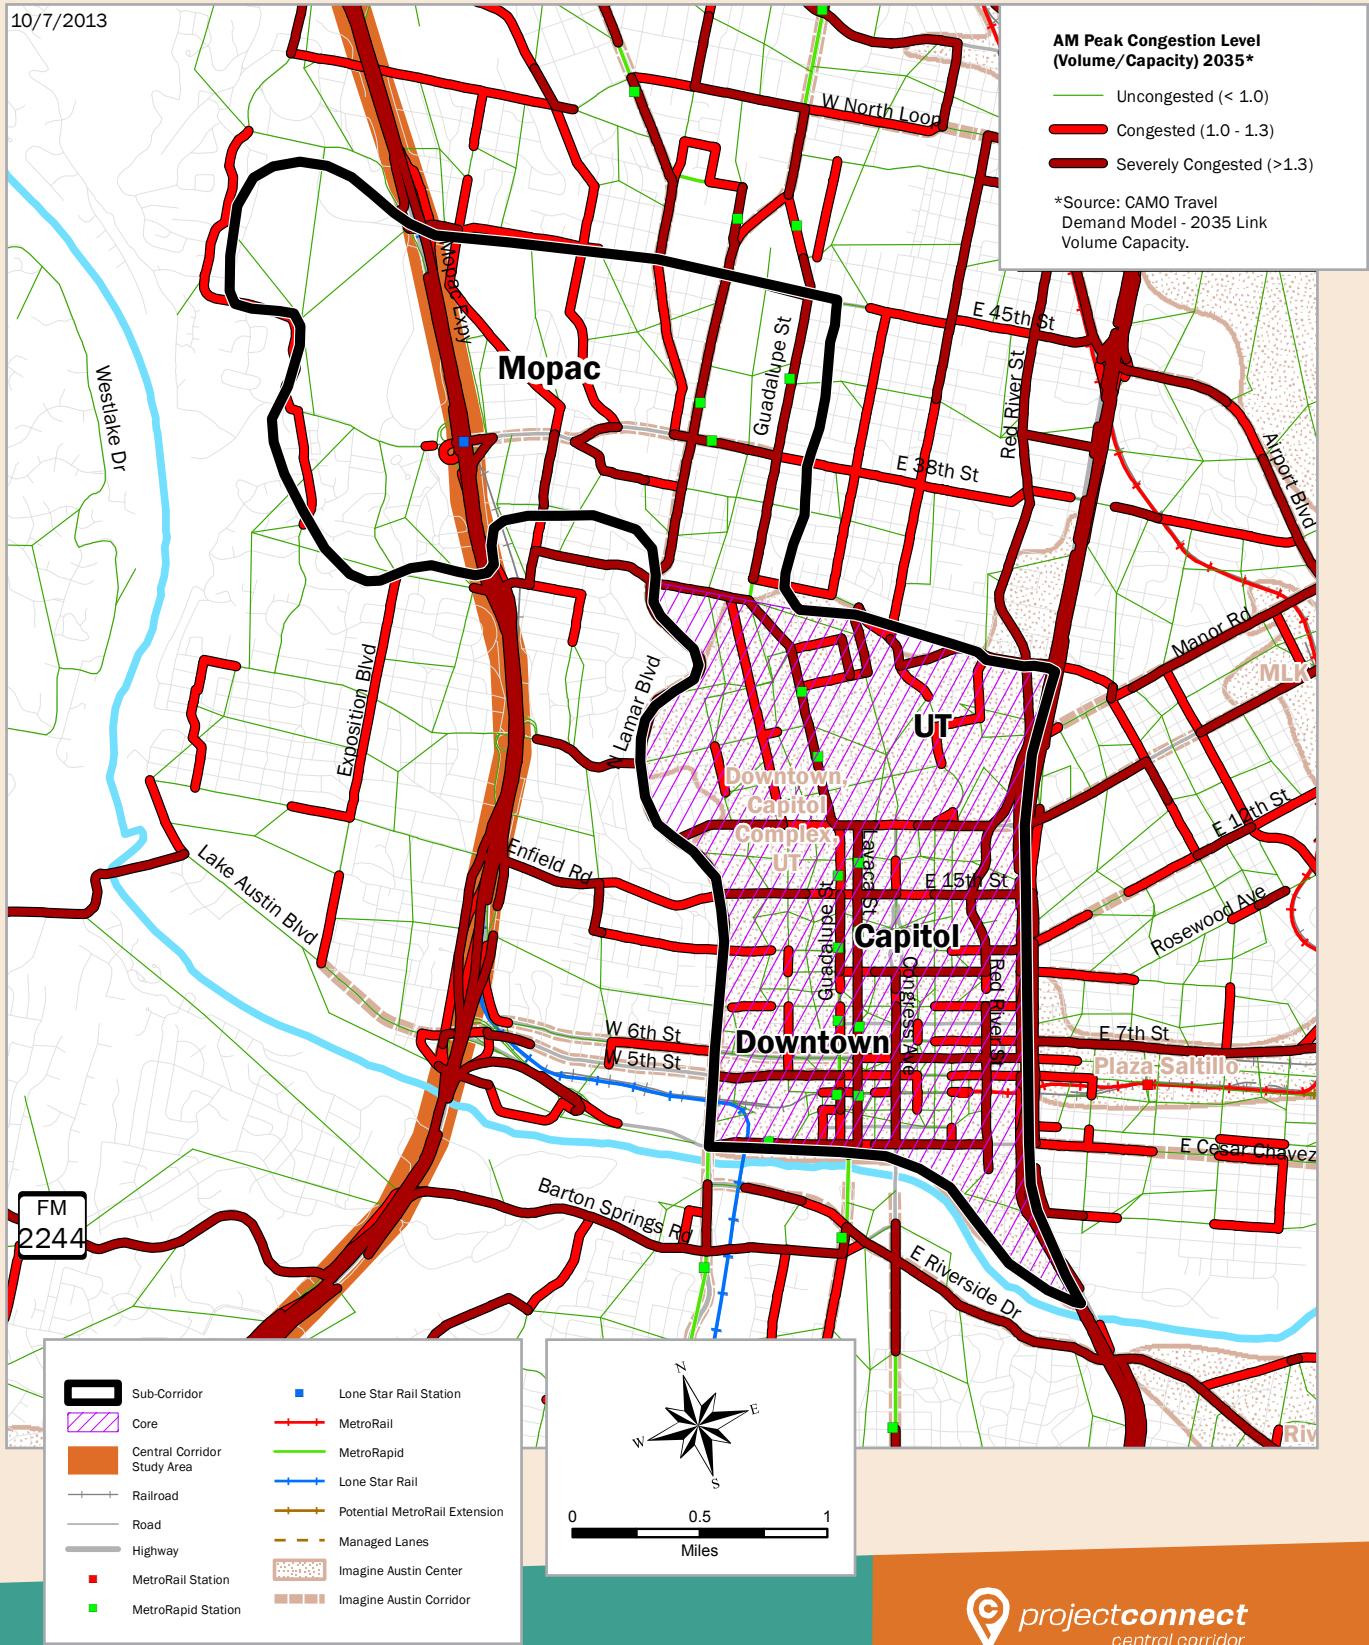 10/7/2013
AM Peak Congestion Level
(Volume/Capacity) 2035*
Uncongested (< 1.0)
Congested (1.0 - 1.3)
Severely Congested (>1.3)
*Source: CAMO Travel
Demand Model - 2035 Link
Volume Capacity.
W North Loop
Mopac Expy
E 45th St
Mopac
Guadalupe St
Red River St
Westlake Dr
E 38th St
Airport Blvd
Manor Rd
MLK
Exposition Blvd
N Lamar Blvd
UT
Downtown,
Capitol
Complex,
UT
E 12th St
Enfield Rd
Lavaca St
E 15th St
Lake Austin Blvd
Guadalupe St
Capitol
Rosewood Ave
Congress Ave
Red River St
W 6th St
W 5th St
Downtown
E 7th St
Plaza Saltillo
E Cesar Chavez
FM
2244
Barton Springs Rd
E Riverside Dr
Riv
Sub-Corridor
Core
Central Corridor
Study Area
Railroad
Road
Highway
MetroRail Station
MetroRapid Station
Lone Star Rail Station
MetroRail
MetroRapid
Lone Star Rail
Potential MetroRail Extension
Managed Lanes
Imagine Austin Center
Imagine Austin Corridor
N
E
W
S
0 0.5 1
Miles
projectconnect
central corridor